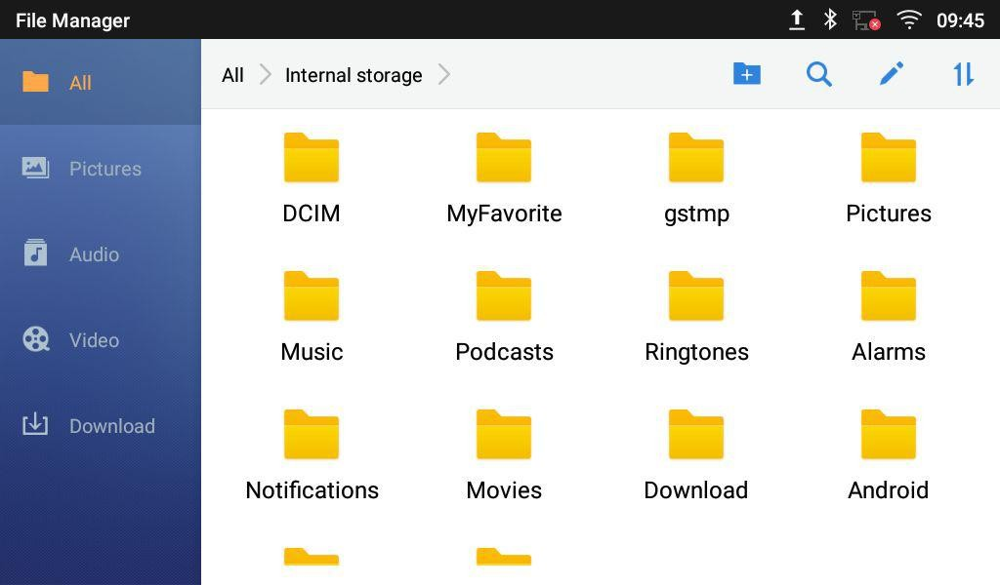 File Manager 09:45
All
Pictures
Audio
Video
Download
All Internal storage
DCIM MyFavorite gstmp Pictures
Music Podcasts Ringtones Alarms
Notifications Movies Download Android